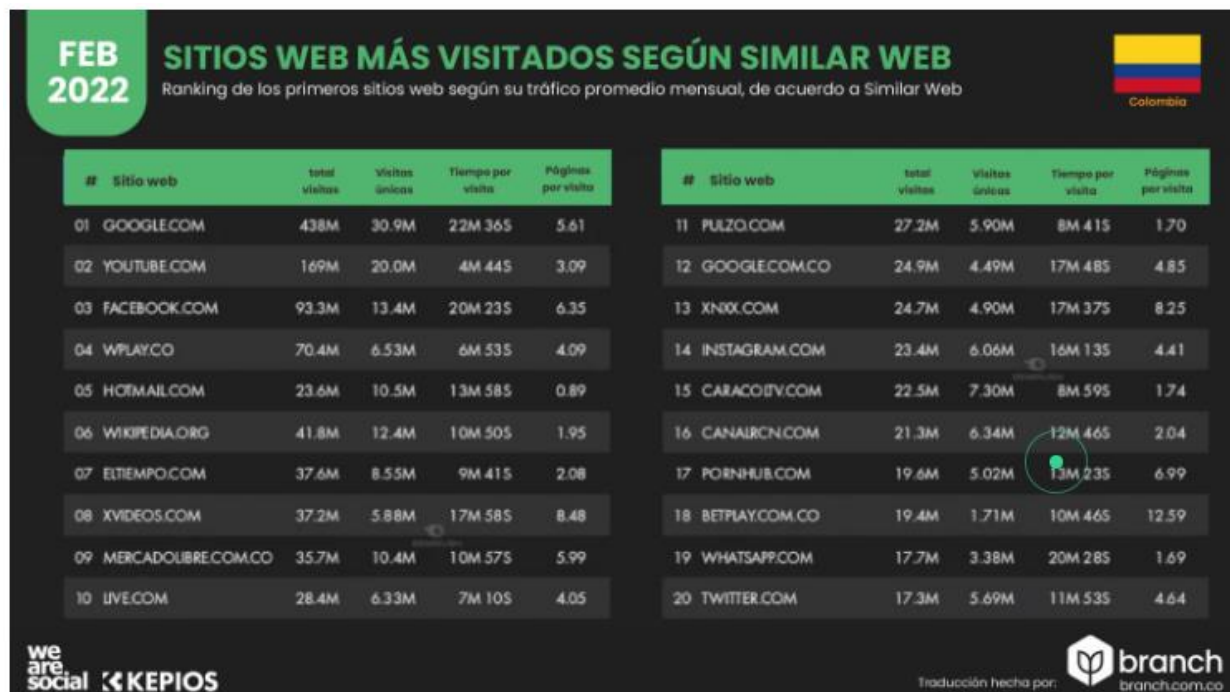 FEB
2022
SITIOS WEB MÁS VISITADOS SEGÚN SIMILAR WEB
Ranking de los primeros sitios web según su tráfico promedio mensual, de acuerdo a Similar Web
Colombia
# Sitio web total visitas Visitas únicas Tiempo por visita Páginas por visita
01 GOOGLE.COM 438M 30.9M 22M 36S 5.61
02 YOUTUBE.COM 169M 20.0M 4M 44S 3.09
03 FACEBOOK.COM 93.3M 13.4M 20M 23S 6.35
04 WPLAY.CO 70.4M 6.53M 6M 53S 4.09
05 HOTMAIL.COM 23.6M 10.5M 13M 58S 0.89
06 WIKIPEDIA.ORG 41.8M 12.4M 10M 50S 1.95
07 ELTIEMPO.COM 37.6M 8.55M 9M 41S 2.08
08 XVIDEOS.COM 37.2M 5.88M 17M 58S 8.48
09 MERCADOLIBRE.COM.CO 35.7M 10.4M 10M 57S 5.99
10 LIVE.COM 28.4M 6.33M 7M 10S 4.05
# Sitio web total visitas Visitas únicas Tiempo por visita Páginas por visita
11 PULZO.COM 27.2M 5.90M 8M 41S 1.70
12 GOOGLE.COM.CO 24.9M 4.49M 17M 48S 4.85
13 XNXX.COM 24.7M 4.90M 17M 37S 8.25
14 INSTAGRAM.COM 23.4M 6.06M 16M 13S 4.41
15 CARACOLTV.COM 22.5M 7.30M 8M 59S 1.74
16 CANALRCN.COM 21.3M 6.34M 12M 46S 2.04
17 PORNHUB.COM 19.6M 5.02M 13M 23S 6.99
18 BETPLAY.COM.CO 19.4M 1.71M 10M 46S 12.59
19 WHATSAPP.COM 17.7M 3.38M 20M 28S 1.69
20 TWITTER.COM 17.3M 5.69M 11M 53S 4.64
we
are
social KEPIOS
Traducción hecha por:
branch
branch.com.co